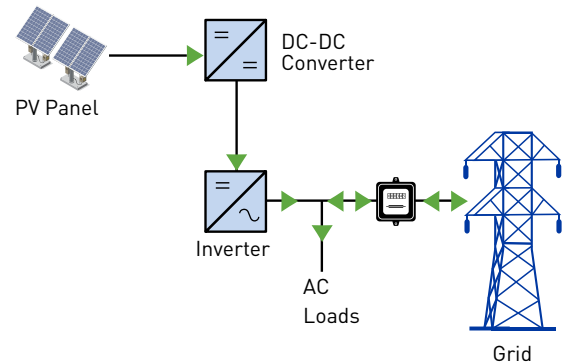 DC-DC
Converter
PV Panel
Inverter
AC
Loads
Grid